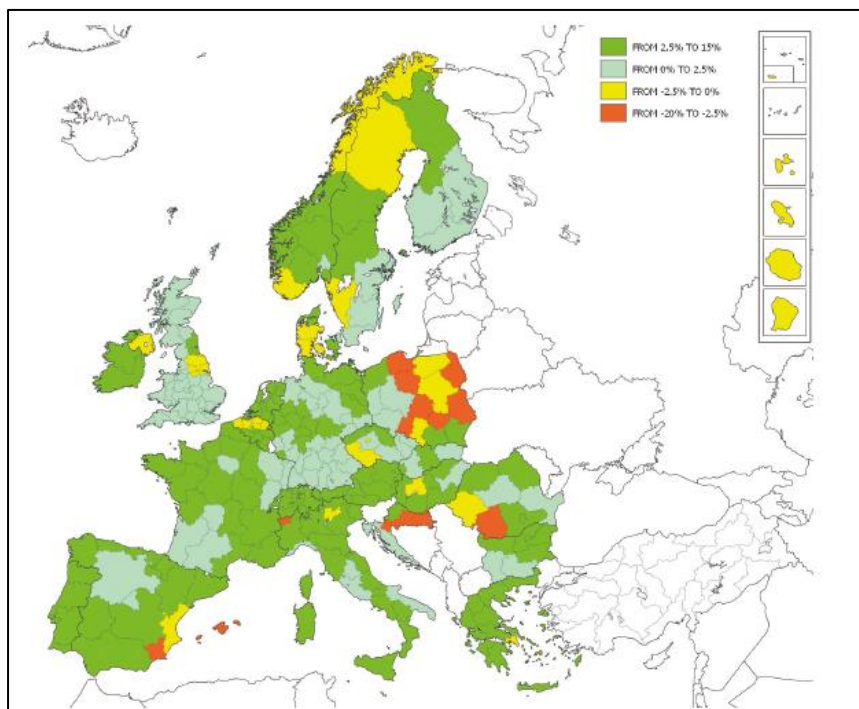 FROM 2.5% TO 15%
FROM 0% TO 2.5%
FROM -2.5% TO 0%
FROM -20% TO -2.5%